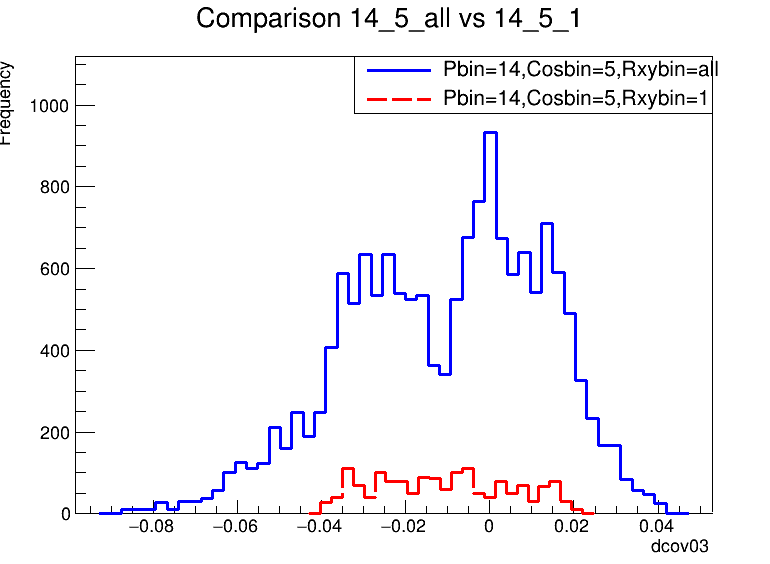 Comparison 14_5_all vs 14_5_1
Frequency
Pbin=14,Cosbin=5,Rxybin=all
Pbin=14,Cosbin=5,Rxybin=1
1000
800
600
400
200
0
−0.08 −0.06 −0.04 −0.02 0 0.02 0.04
dcov03